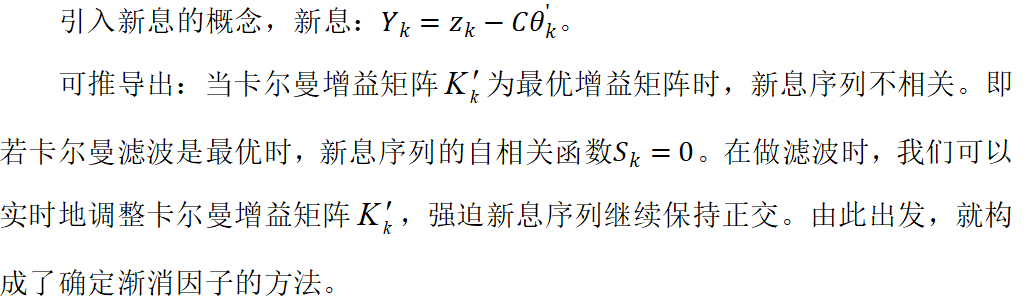 引入新息的概念，新息：$Y_k = z_k - C\theta_k^{'}$。
可推导出：当卡尔曼增益矩阵 $K_k'$ 为最优增益矩阵时，新息序列不相关。即
若卡尔曼滤波是最优时，新息序列的自相关函数$S_k = 0$。在做滤波时，我们可以
实时地调整卡尔曼增益矩阵 $K_k'$，强迫新息序列继续保持正交。由此出发，就构
成了确定渐消因子的方法。